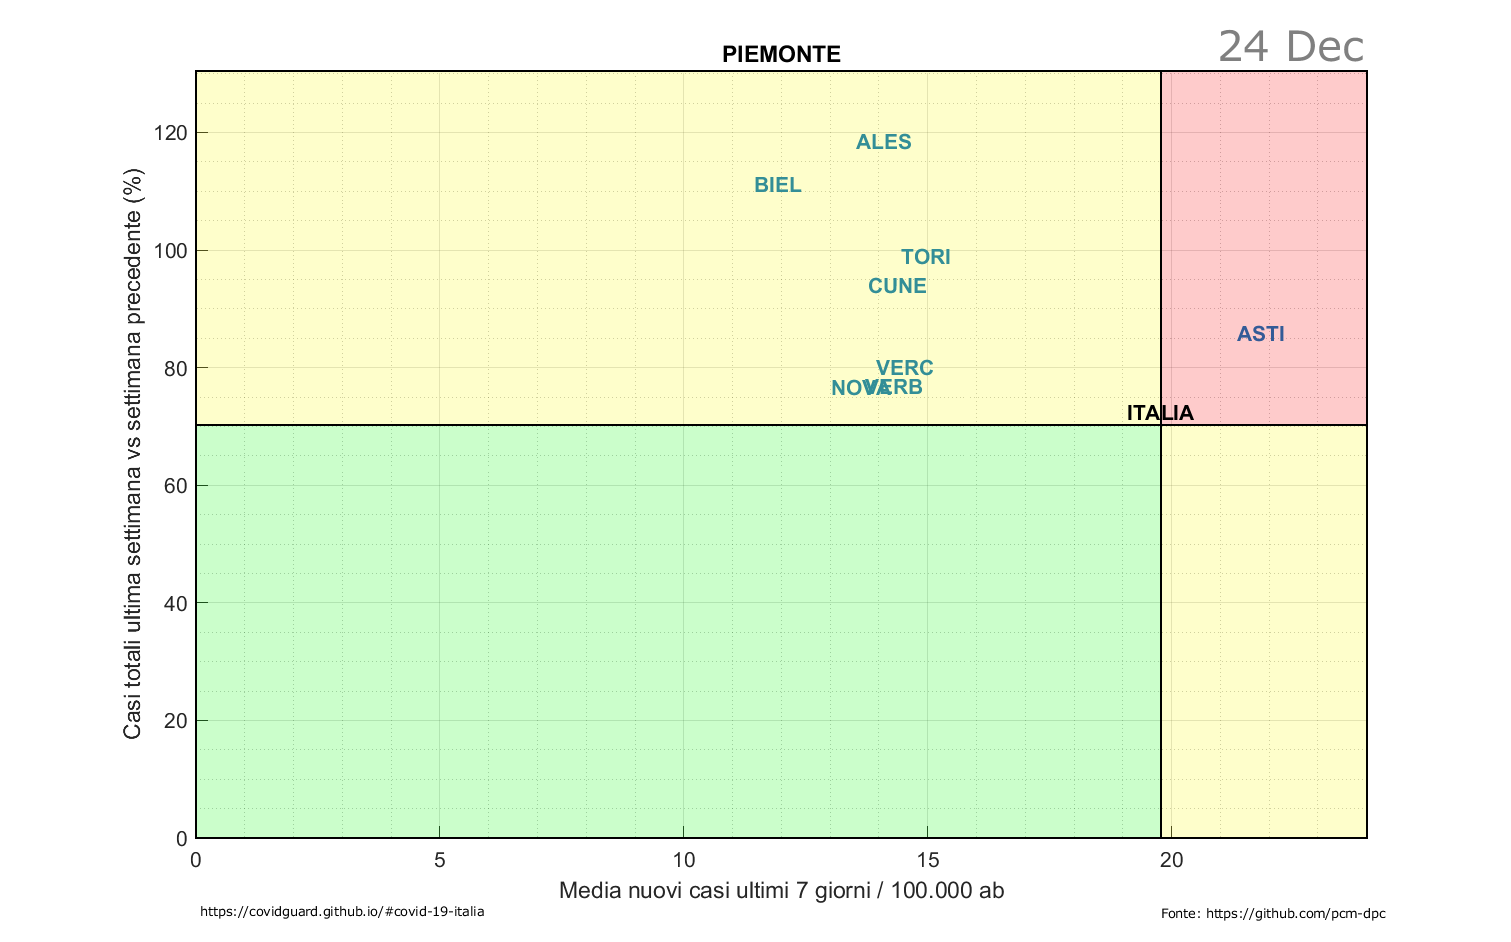 24 Dec
PIEMONTE
Casi totali ultima settimana vs settimana precedente (%)
120
100
80
60
40
20
0
ALES
BIEL
TORI
CUNE
ASTI
VERC
NOVA
VERB
ITALIA
0 5 10 15 20
Media nuovi casi ultimi 7 giorni / 100.000 ab
https://covidguard.github.io/#covid-19-italia
Fonte: https://github.com/pcm-dpc